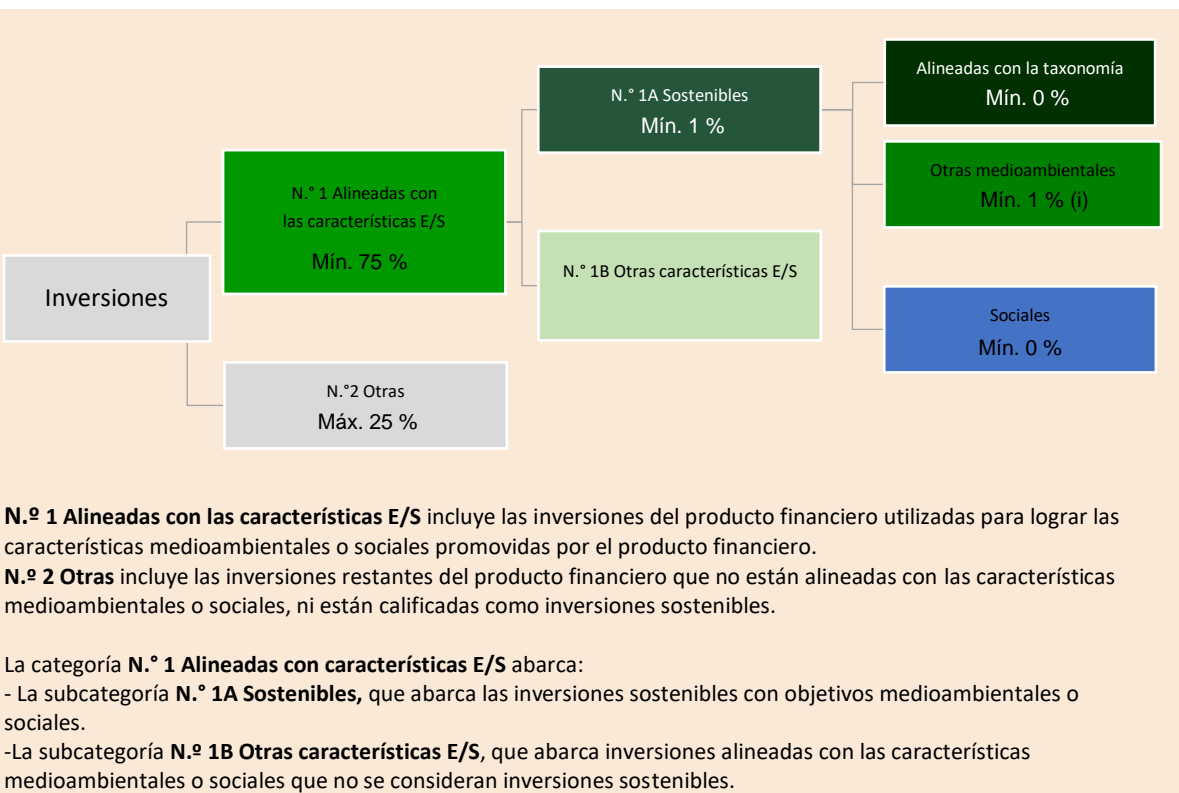 Inversiones
N.° 1 Alineadas con
las características E/S
Mín. 75 %
N.°2 Otras
Máx. 25 %
N.° 1A Sostenibles
Mín. 1 %
N.° 1B Otras características E/S
Alineadas con la taxonomía
Mín. 0 %
Otras medioambientales
Mín. 1 % (i)
Sociales
Mín. 0 %
N.º 1 Alineadas con las características E/S incluye las inversiones del producto financiero utilizadas para lograr las
características medioambientales o sociales promovidas por el producto financiero.
N.º 2 Otras incluye las inversiones restantes del producto financiero que no están alineadas con las características
medioambientales o sociales, ni están calificadas como inversiones sostenibles.
La categoría N.° 1 Alineadas con características E/S abarca:
- La subcategoría N.° 1A Sostenibles, que abarca las inversiones sostenibles con objetivos medioambientales o
sociales.
-La subcategoría N.º 1B Otras características E/S, que abarca inversiones alineadas con las características
medioambientales o sociales que no se consideran inversiones sostenibles.